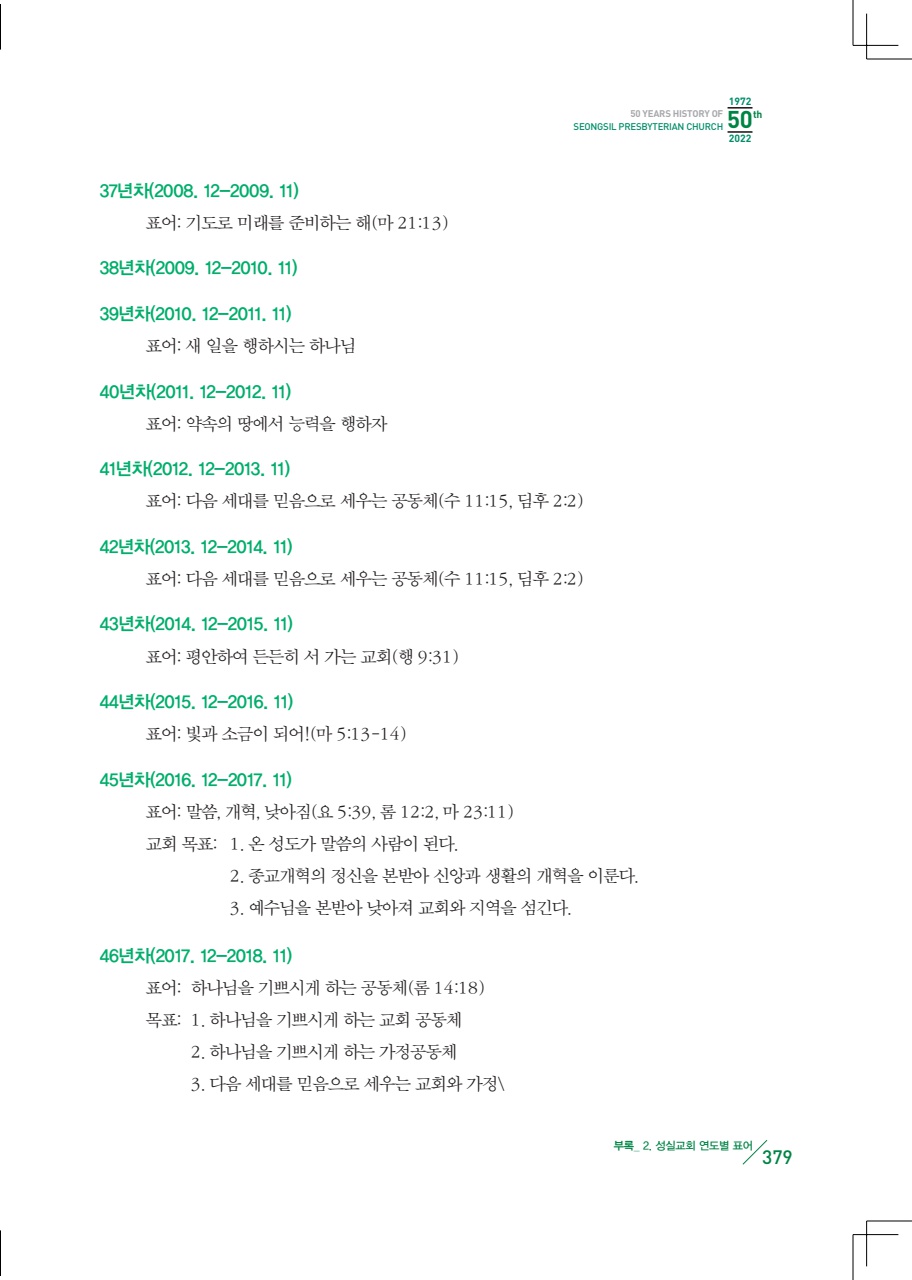 1972
50 YEARS HISTORY OF
50th
SEONGSIL PRESBYTERIAN CHURCH
2022
37년차(2008. 12-2009. 11)
표어: 기도로 미래를 준비하는 해(마 21:13)
38년차(2009. 12-2010. 11)
39년차(2010. 12-2011. 11)
표어: 새 일을 행하시는 하나님
40년차(2011. 12-2012. 11)
표어: 약속의 땅에서 능력을 행하자
41년차(2012. 12-2013. 11)
표어: 다음 세대를 믿음으로 세우는 공동체(수 11:15, 딤후 2:2)
42년차(2013. 12-2014. 11)
표어: 다음 세대를 믿음으로 세우는 공동체(수 11:15, 딤후 2:2)
43년차(2014. 12-2015. 11)
표어: 평안하여 든든히 서 가는 교회(행 9:31)
44년차(2015. 12-2016. 11)
표어: 빛과 소금이 되어!(마 5:13-14)
45년차(2016. 12-2017. 11)
표어: 말씀, 개혁, 낮아짐(요 5:39, 롬 12:2, 마 23:11)
교회 목표: 1. 온 성도가 말씀의 사람이 된다.
2. 종교개혁의 정신을 본받아 신앙과 생활의 개혁을 이룬다.
3. 예수님을 본받아 낮아져 교회와 지역을 섬긴다.
46년차(2017. 12-2018. 11)
표어: 하나님을 기쁘시게 하는 공동체(롬 14:18)
목표: 1. 하나님을 기쁘시게 하는 교회 공동체
2. 하나님을 기쁘시게 하는 가정공동체
3. 다음 세대를 믿음으로 세우는 교회와 가정\
부록_ 2. 성실교회 연도별 표어
379